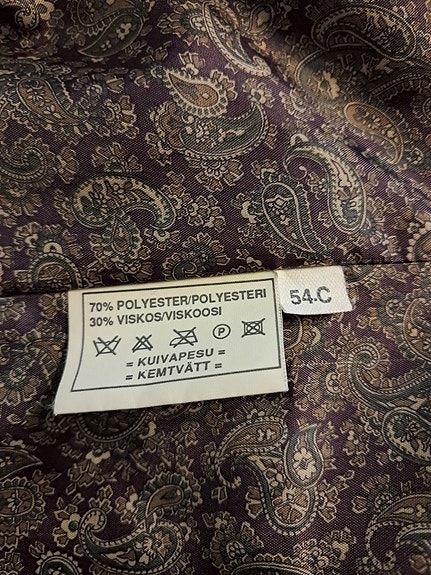 70% POLYESTER/POLYESTERI
30% VISKOS/VISKOOSI
P
= KUIVAPESU =
= KEMTVÄTT =
54.C